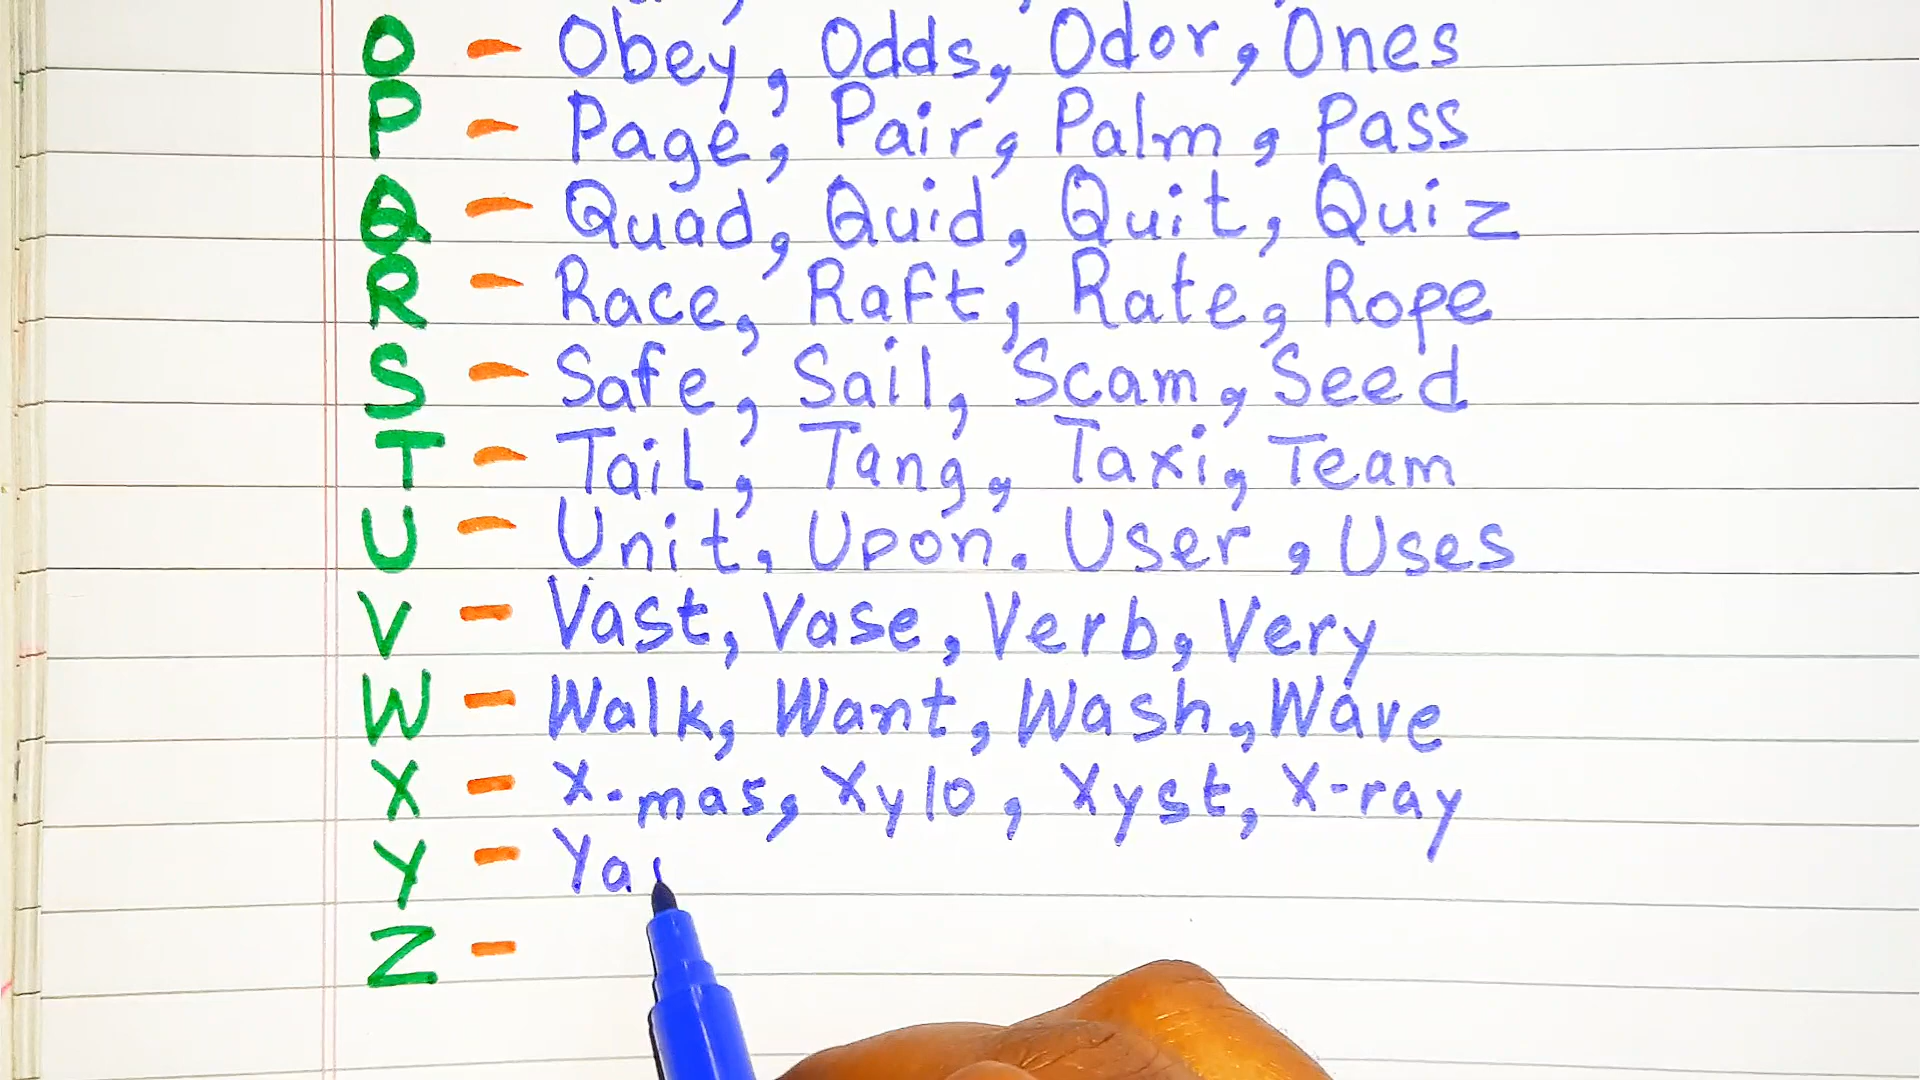 O - Obey, Odds, Odor, Ones
P - Page, Pair, Palm, Pass
Q - Quad, Quid, Quit, Quiz
R - Race, Raft, Rate, Rope
S - Safe, Sail, Scam, Seed
T - Tail, Tang, Taxi, Team
U - Unit, Upon. User, Uses
V - Vast, Vase, Verb, Very
W - Walk, Want, Wash, Wave
X - X-mas, Xylo, Xyst, X-ray
Y - Ya
Z -